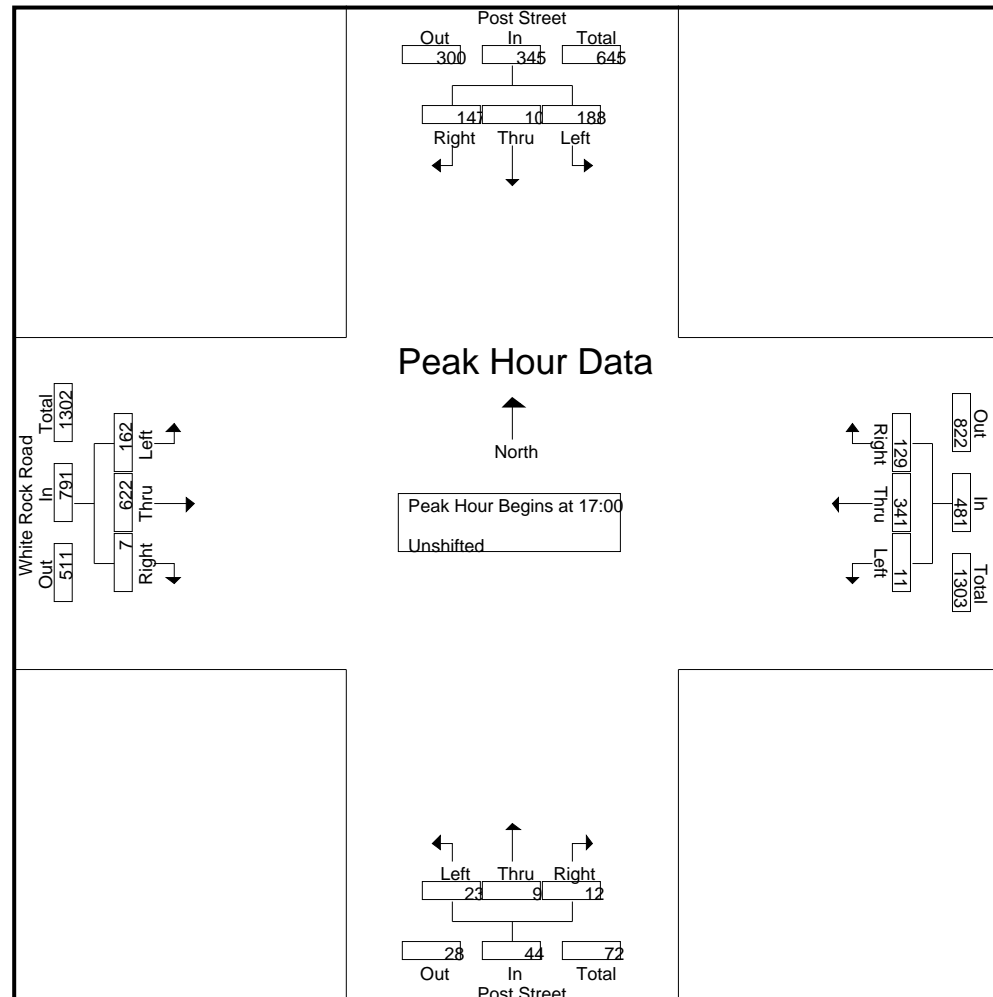 Post Street
Out In Total
300 345 645
147 10 188
Right Thru Left
Peak Hour Data
North
Peak Hour Begins at 17:00
Unshifted
White Rock Road
Total In Out
1302 791 511
162 622 7
Left Thru Right
Right Thru Left
129 341 11
Out In Total
822 481 1303
Left Thru Right
23 9 12
28 44 72
Out In Total
Post Street